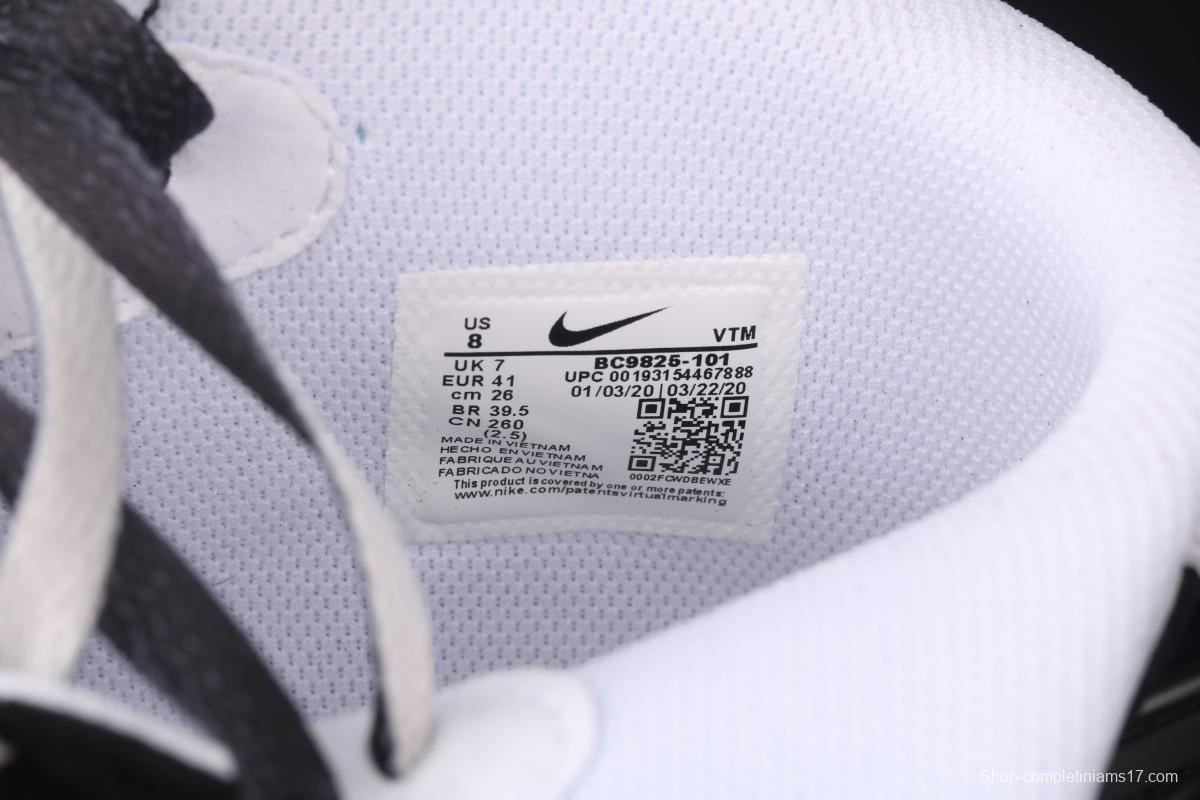 US
8
VTM
UK 7
EUR 41
cm 26
BR 39.5
CN 260
(2.5)
BC9825-101
UPC 00193154467888
01/03/20 | 03/22/20
MADE IN VIETNAM
HECHO EN VIETNAM
FABRIQUE AU VIETNAM
FABRICADO NO VIETNA
0002FCWDBEWXE
This product is covered by one or more patents:
www.nike.com/patentsvirtualmarking
Shop-completiniams17.com